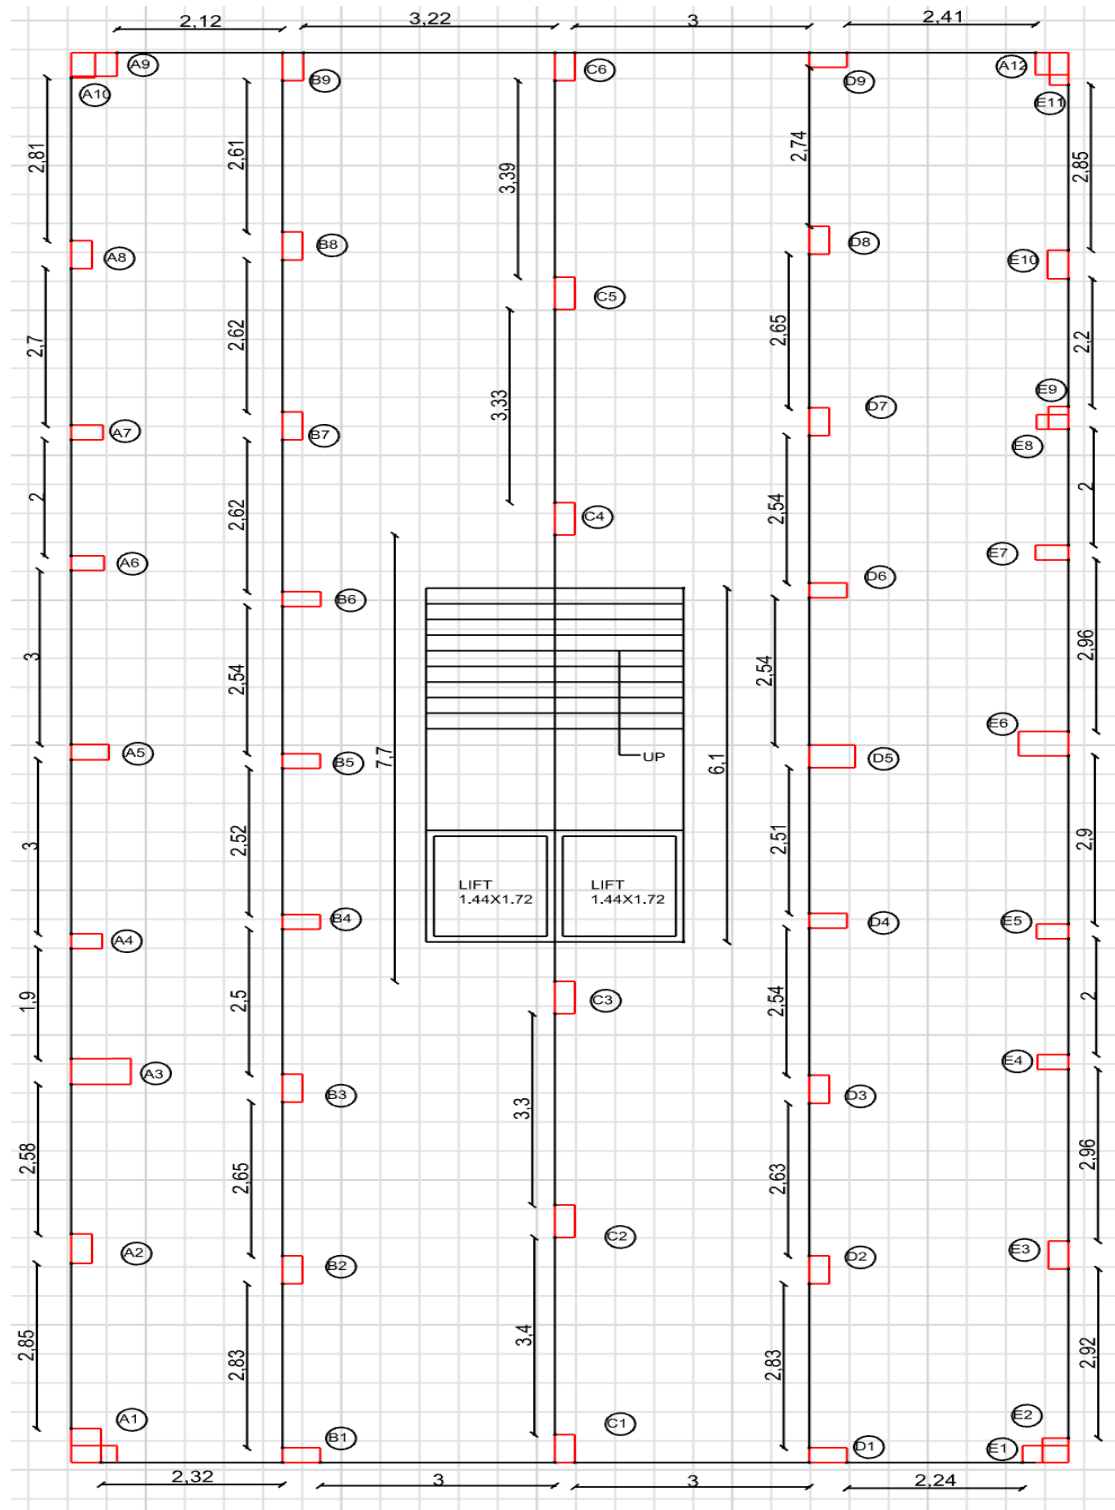 2,12
3,22
3
2,41
A9
A10
B9
C6
D9
A12
E11
2,81
2,61
3,39
2,74
2,85
A8
B8
C5
D8
E10
2,7
2,62
3,33
2,65
2,2
A7
B7
D7
E9
E8
2
2,62
C4
2,54
2
A6
B6
D6
E7
3
2,54
7,7
UP
6,1
2,54
2,96
A5
B5
D5
E6
3
2,52
LIFT
1.44X1.72
LIFT
1.44X1.72
2,51
2,9
A4
B4
D4
E5
1,9
2,5
C3
2,54
2
A3
B3
D3
E4
2,58
2,65
3,3
2,63
2,96
A2
B2
C2
D2
E3
2,85
2,83
3,4
2,83
2,92
A1
B1
C1
D1
E2
E1
2,32
3
3
2,24